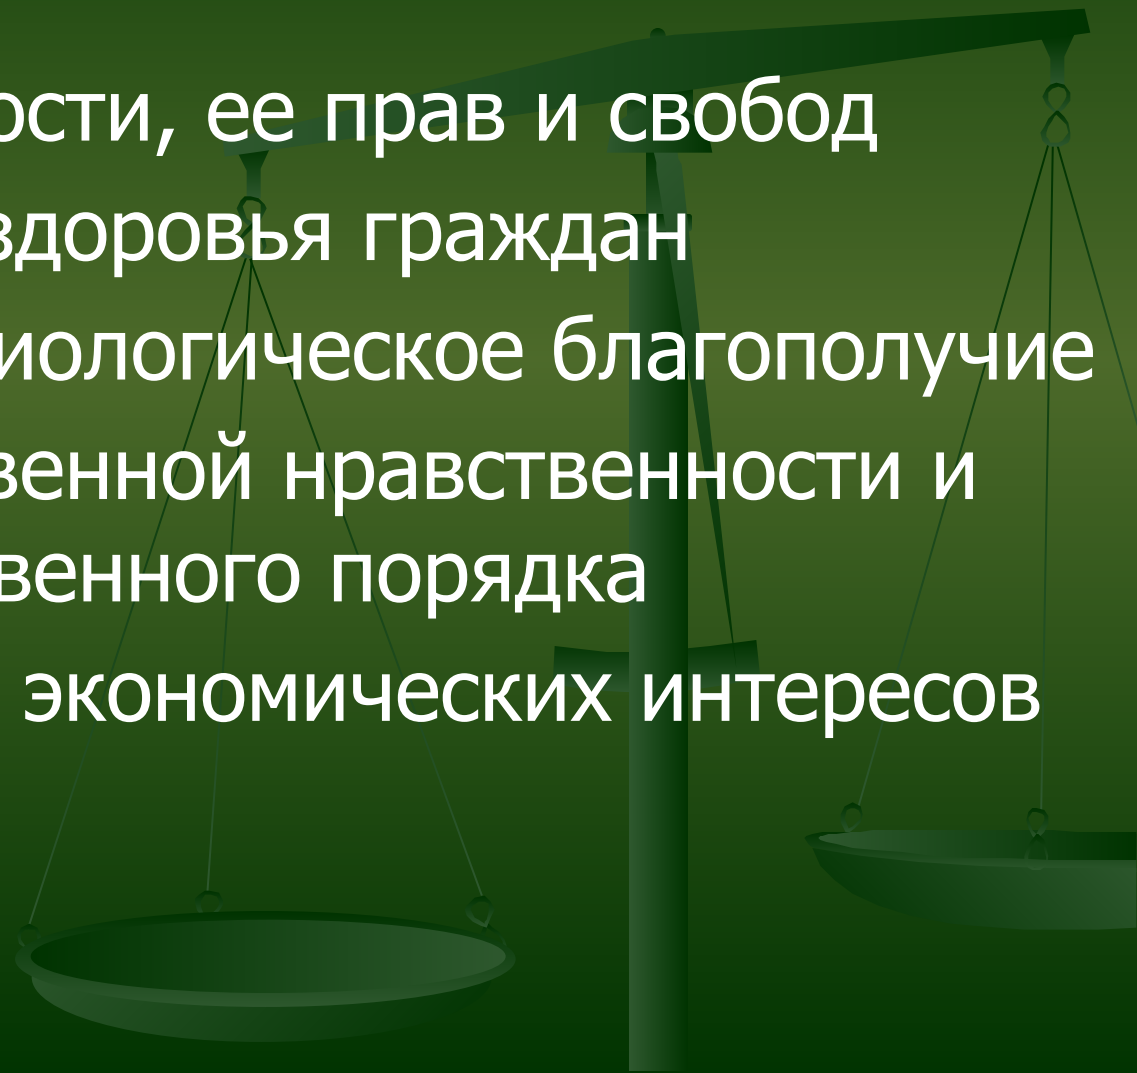 ости, ее прав и свобод
здоровья граждан
иологическое благополучие
венной нравственности и
венного порядка
экономических интересов